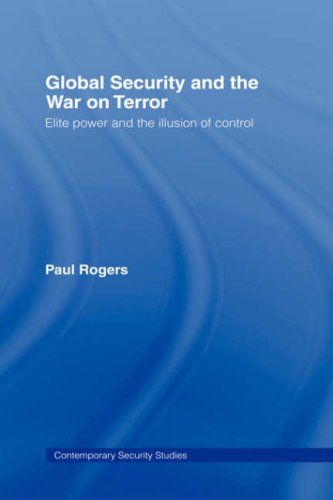 Global Security and the
War on Terror
Elite power and the illusion of control
Paul Rogers
Contemporary Security Studies